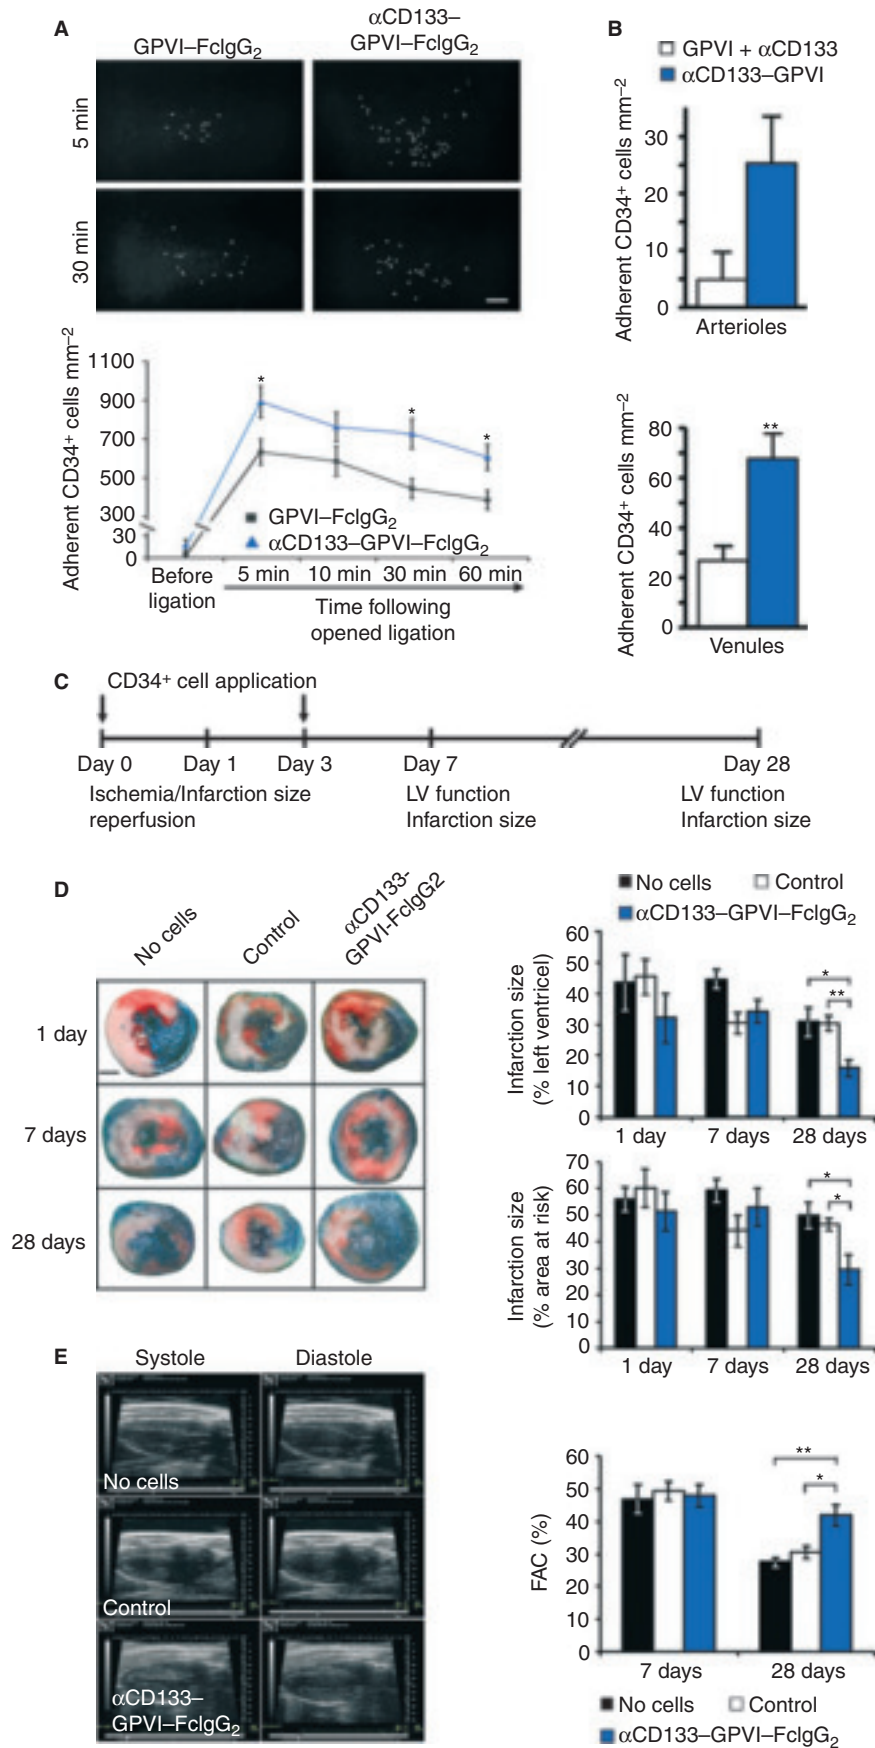 A
GPVI–FcIgG₂
αCD133–
GPVI–FcIgG₂
5 min
30 min
Adherent CD34⁺ cells mm⁻²
1100
900
700
500
300
30
0
*
*
*
GPVI–FcIgG₂
αCD133–GPVI–FcIgG₂
Before
ligation
5 min 10 min 30 min 60 min
Time following
opened ligation
B
GPVI + αCD133
αCD133–GPVI
Adherent CD34⁺ cells mm⁻²
30
20
10
0
Arterioles
Adherent CD34⁺ cells mm⁻²
80
60
40
20
0
**
Venules
C
CD34⁺ cell application
Day 0 Day 1 Day 3 Day 7 Day 28
Ischemia/Infarction size
reperfusion
LV function
Infarction size
LV function
Infarction size
D
No cells
Control
αCD133-
GPVI-FcIgG2
1 day
7 days
28 days
No cells Control
αCD133–GPVI–FcIgG₂
Infarction size
(% left ventricel)
60
50
40
30
20
10
0
*
**
1 day 7 days 28 days
Infarction size
(% area at risk)
70
60
50
40
30
20
10
0
*
*
1 day 7 days 28 days
E
Systole Diastole
No cells
Control
αCD133–
GPVI–FcIgG₂
FAC (%)
60
50
40
30
20
10
0
**
*
7 days 28 days
No cells Control
αCD133–GPVI–FcIgG₂